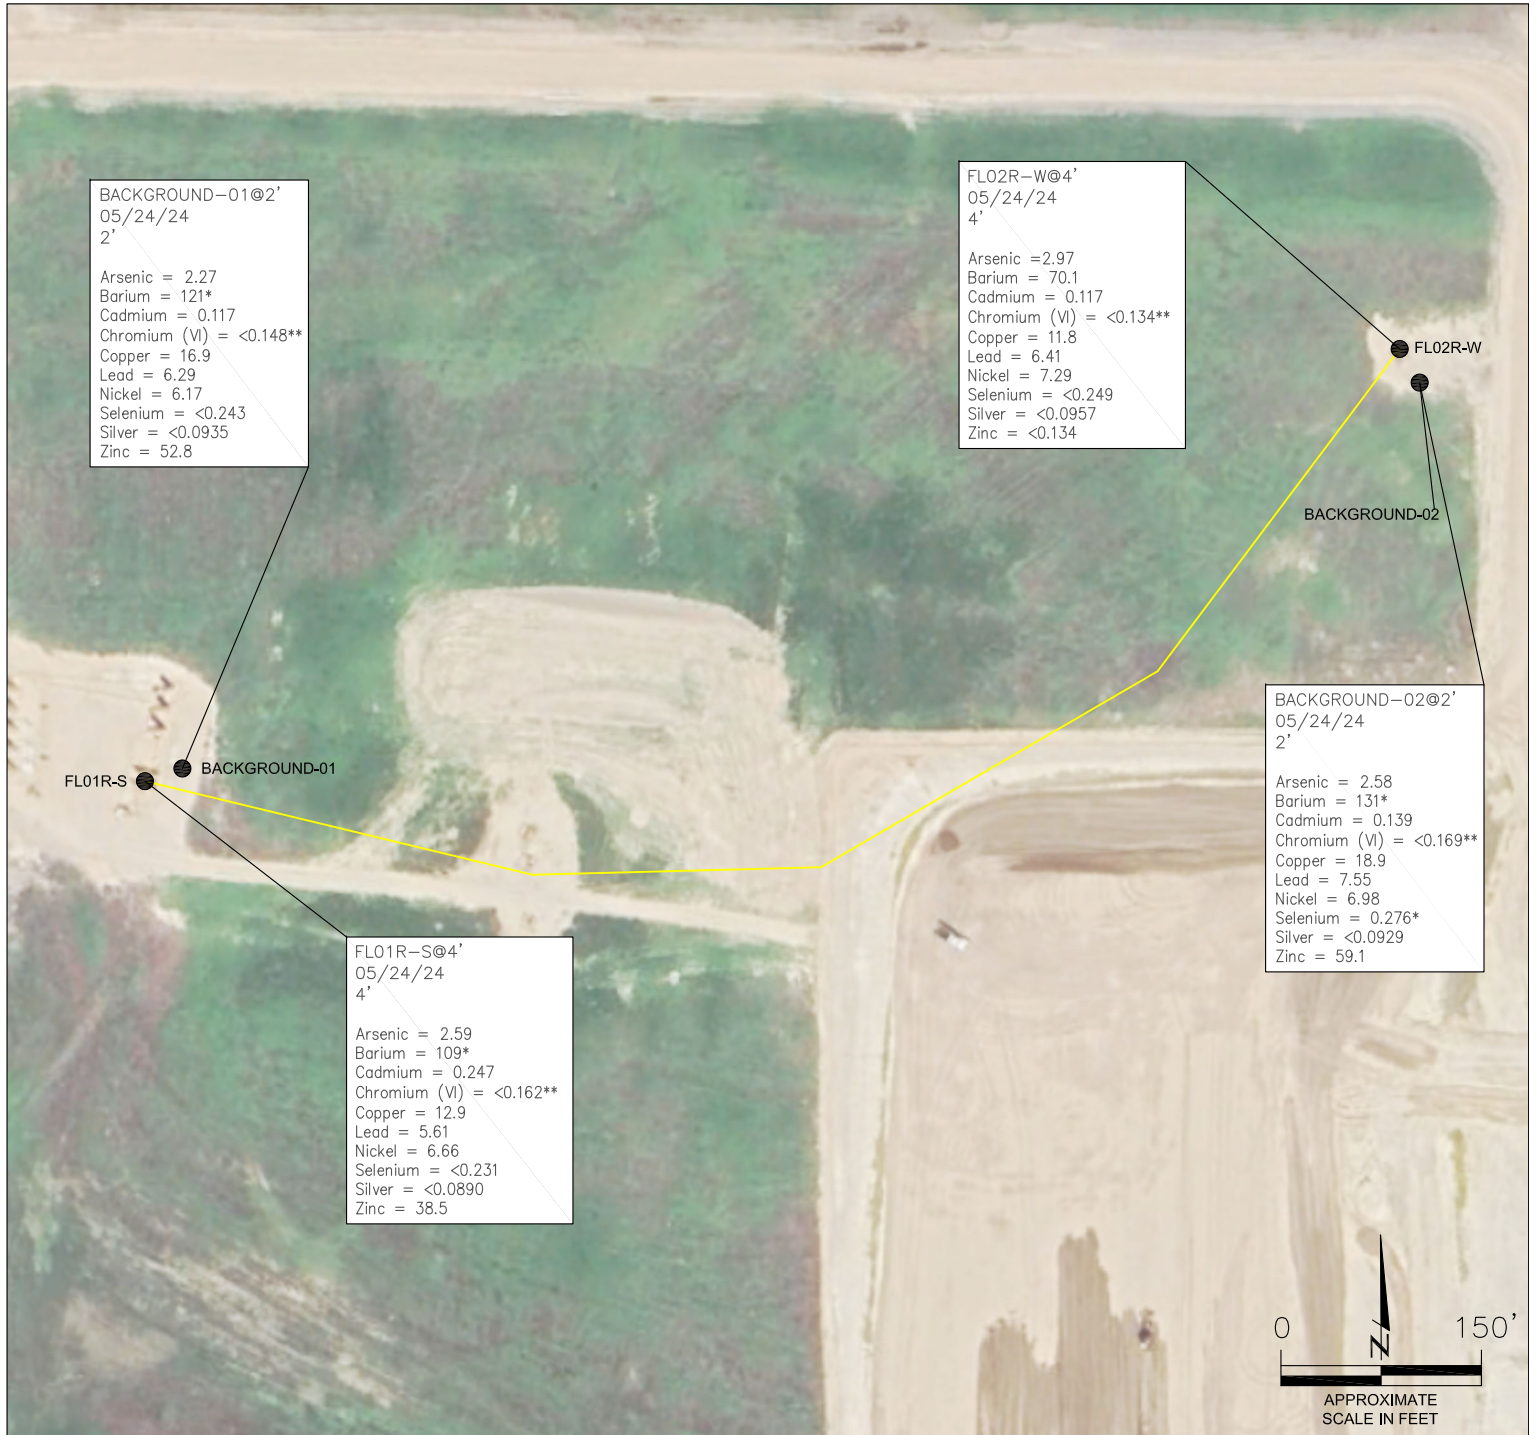 BACKGROUND-01@2'
05/24/24
2'
Arsenic = 2.27
Barium = 121*
Cadmium = 0.117
Chromium (VI) = <0.148**
Copper = 16.9
Lead = 6.29
Nickel = 6.17
Selenium = <0.243
Silver = <0.0935
Zinc = 52.8
FL02R-W@4'
05/24/24
4'
Arsenic =2.97
Barium = 70.1
Cadmium = 0.117
Chromium (VI) = <0.134**
Copper = 11.8
Lead = 6.41
Nickel = 7.29
Selenium = <0.249
Silver = <0.0957
Zinc = <0.134
FL02R-W
BACKGROUND-02
BACKGROUND-02@2'
05/24/24
2'
Arsenic = 2.58
Barium = 131*
Cadmium = 0.139
Chromium (VI) = <0.169**
Copper = 18.9
Lead = 7.55
Nickel = 6.98
Selenium = 0.276*
Silver = <0.0929
Zinc = 59.1
FL01R-S
BACKGROUND-01
FL01R-S@4'
05/24/24
4'
Arsenic = 2.59
Barium = 109*
Cadmium = 0.247
Chromium (VI) = <0.162**
Copper = 12.9
Lead = 5.61
Nickel = 6.66
Selenium = <0.231
Silver = <0.0890
Zinc = 38.5
N
0 150'
APPROXIMATE
SCALE IN FEET